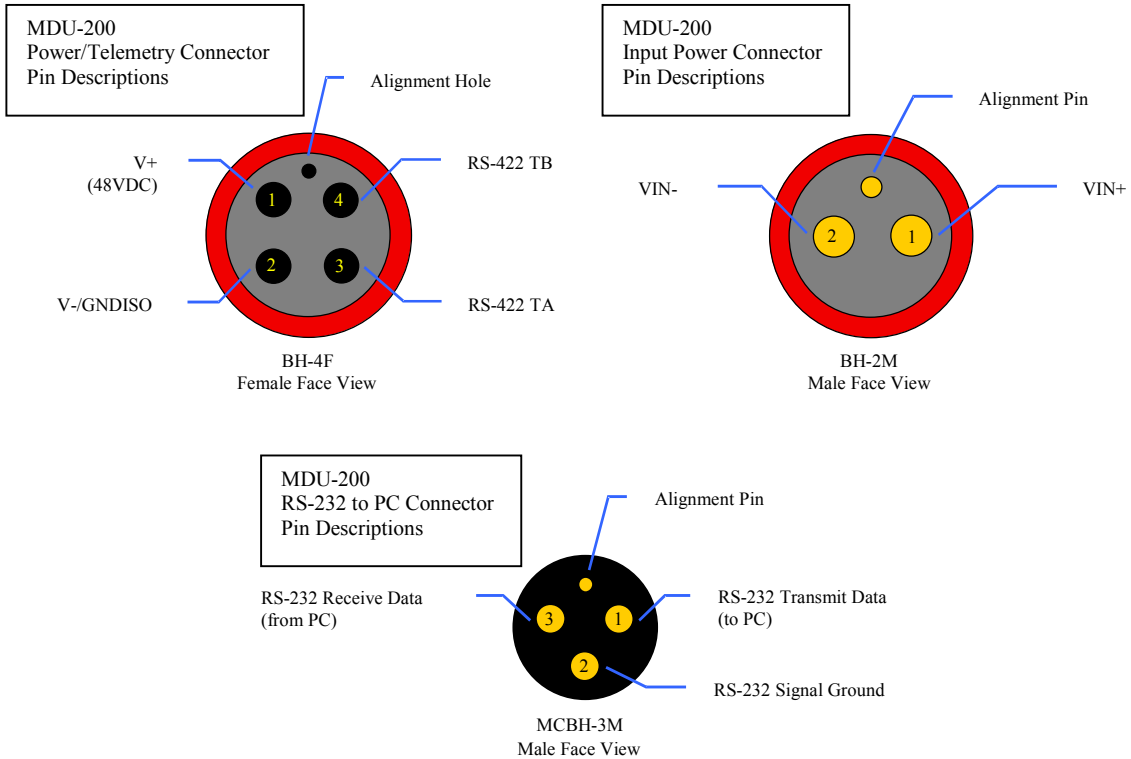 MDU-200
Power/Telemetry Connector
Pin Descriptions
Alignment Hole
V+
(48VDC)
RS-422 TB
1
4
2
3
V-/GNDISO
RS-422 TA
BH-4F
Female Face View
MDU-200
Input Power Connector
Pin Descriptions
Alignment Pin
VIN-
VIN+
2
1
BH-2M
Male Face View
MDU-200
RS-232 to PC Connector
Pin Descriptions
Alignment Pin
RS-232 Receive Data
(from PC)
RS-232 Transmit Data
(to PC)
3
1
2
RS-232 Signal Ground
MCBH-3M
Male Face View